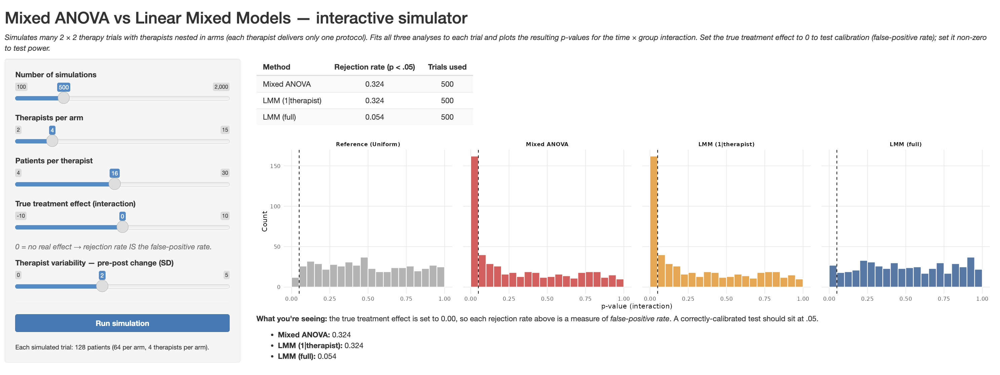 Mixed ANOVA vs Linear Mixed Models — interactive simulator
Simulates many 2 × 2 therapy trials with therapists nested in arms (each therapist delivers only one protocol). Fits all three analyses to each trial and plots the resulting p-values for the time × group interaction. Set the true treatment effect to 0 to test calibration (false-positive rate); set it non-zero
to test power.
Number of simulations
100 500 2,000
Therapists per arm
2 4 15
Patients per therapist
4 16 30
True treatment effect (interaction)
-10 0 10
0 = no real effect → rejection rate IS the false-positive rate.
Therapist variability — pre-post change (SD)
0 2 5
Run simulation
Each simulated trial: 128 patients (64 per arm, 4 therapists per arm).
Method Rejection rate (p < .05) Trials used
Mixed ANOVA 0.324 500
LMM (1|therapist) 0.324 500
LMM (full) 0.054 500
Reference (Uniform) Mixed ANOVA LMM (1|therapist) LMM (full)
Count
150
100
50
0
0.00 0.25 0.50 0.75 1.00 0.00 0.25 0.50 0.75 1.00 0.00 0.25 0.50 0.75 1.00 0.00 0.25 0.50 0.75 1.00
p-value (interaction)
What you're seeing: the true treatment effect is set to 0.00, so each rejection rate above is a measure of false-positive rate. A correctly-calibrated test should sit at .05.
• Mixed ANOVA: 0.324
• LMM (1|therapist): 0.324
• LMM (full): 0.054